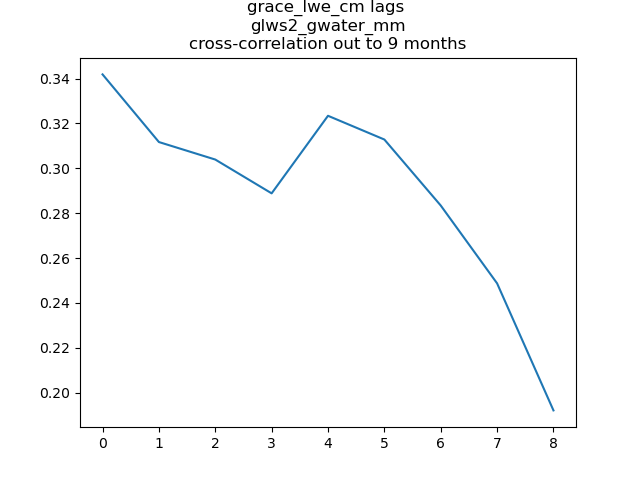 grace_lwe_cm lags
glws2_gwater_mm
cross-correlation out to 9 months
0.34
0.32
0.30
0.28
0.26
0.24
0.22
0.20
0 1 2 3 4 5 6 7 8